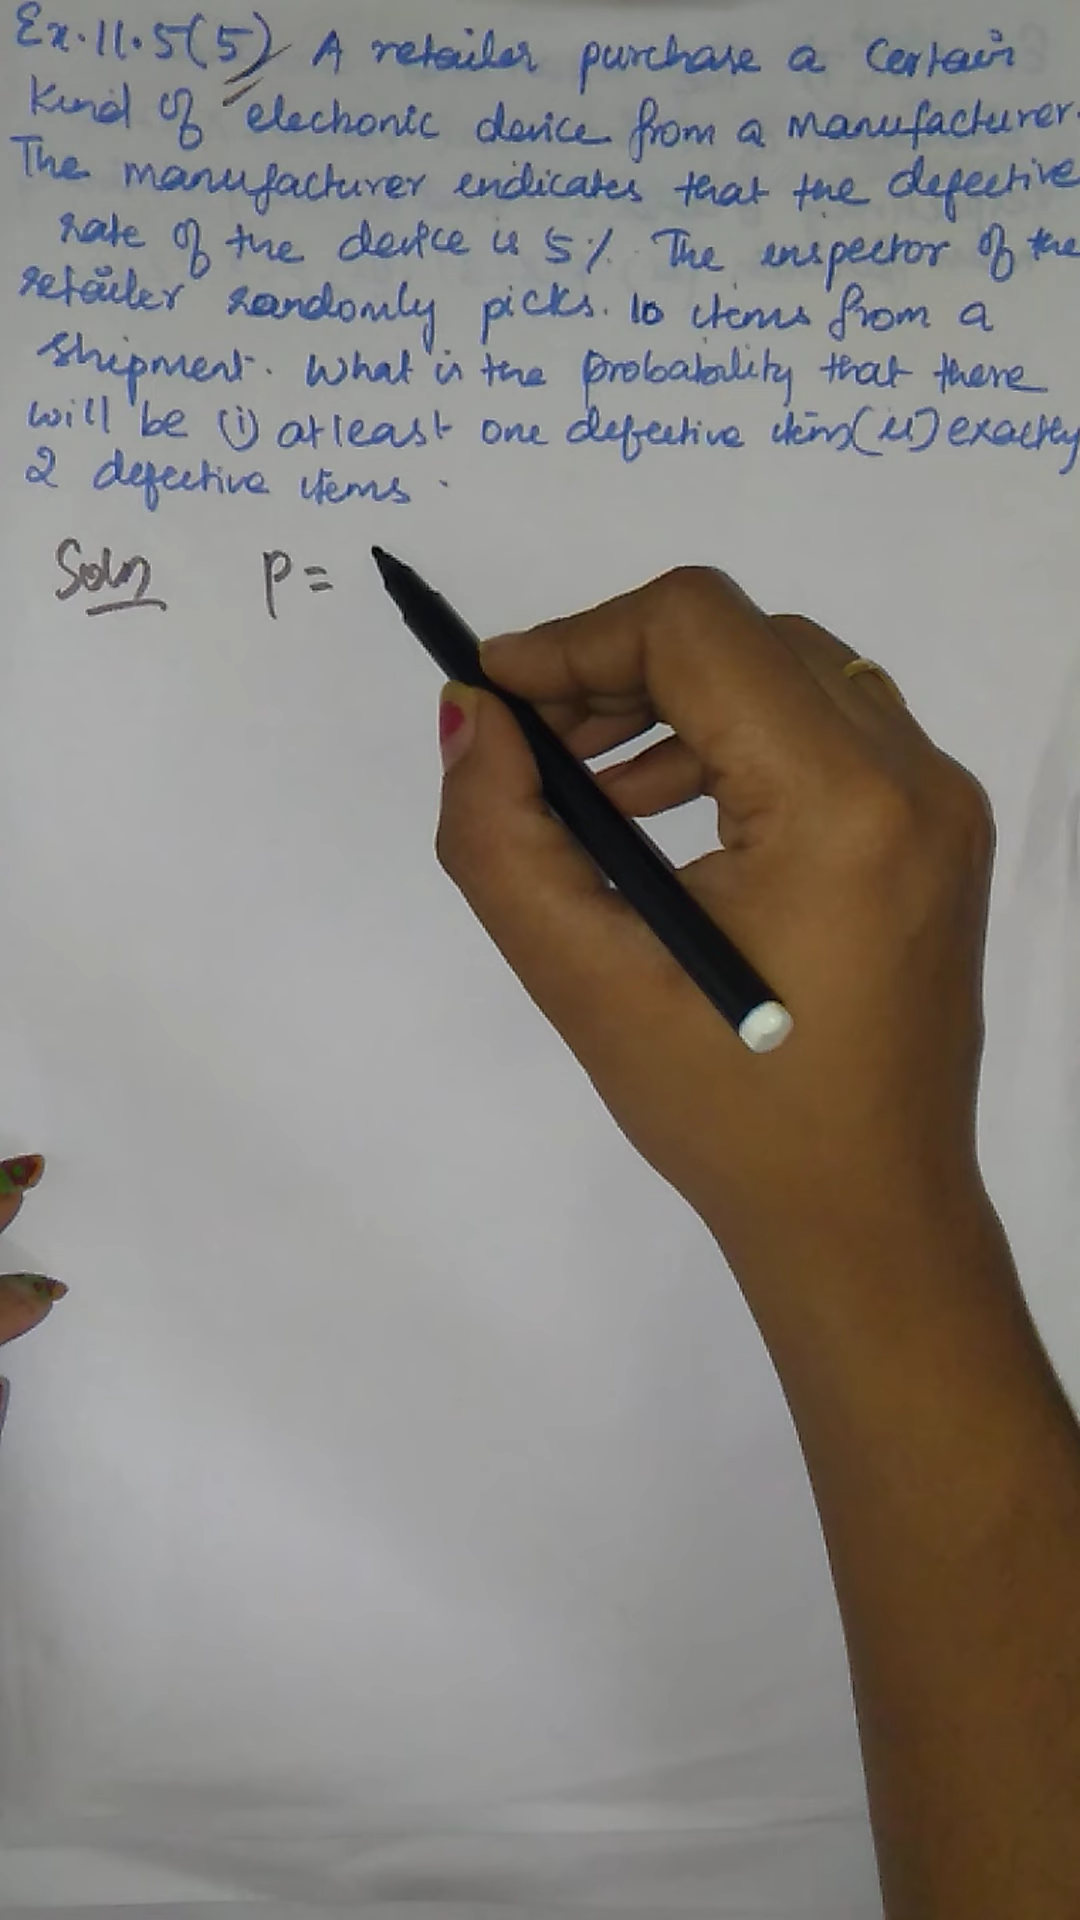 Ex.11.5(5) A retailer purchase a certain
kind of electronic device from a manufacturer.
The manufacturer indicates that the defective
rate of the device is 5%. The inspector of the
retailer randomly picks. 10 items from a
shipment. What is the probability that there
will be (i) atleast one defective item (ii) exactly
2 defective items.
Soln p =